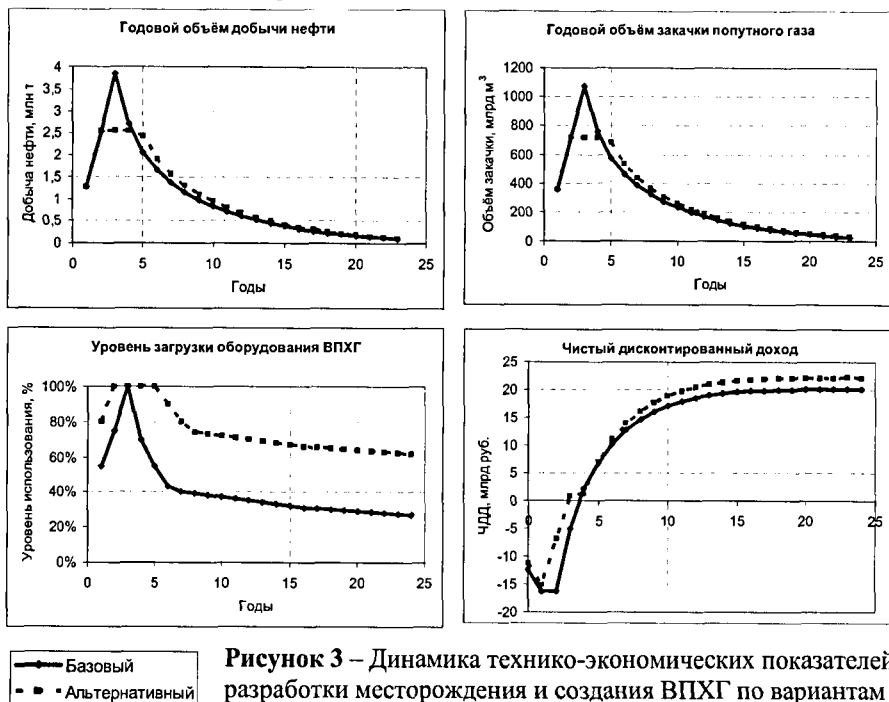 Годовой объём добычи нефти
Добыча нефти, млн т
4
3,5
3
2,5
2
1,5
1
0,5
0
0 5 10 15 20 25
Годы
Годовой объём закачки попутного газа
Объём закачки, млрд м³
1200
1000
800
600
400
200
0
0 5 10 15 20 25
Годы
Уровень загрузки оборудования ВПХГ
Уровень использования, %
100%
80%
60%
40%
20%
0%
0 5 10 15 20 25
Годы
Чистый дисконтированный доход
ЧДД, млрд руб.
25
20
15
10
5
0
-5
-10
-15
-20
0 5 10 15 20 25
Годы
Базовый
Альтернативный
Рисунок 3 – Динамика технико-экономических показателей
разработки месторождения и создания ВПХГ по вариантам